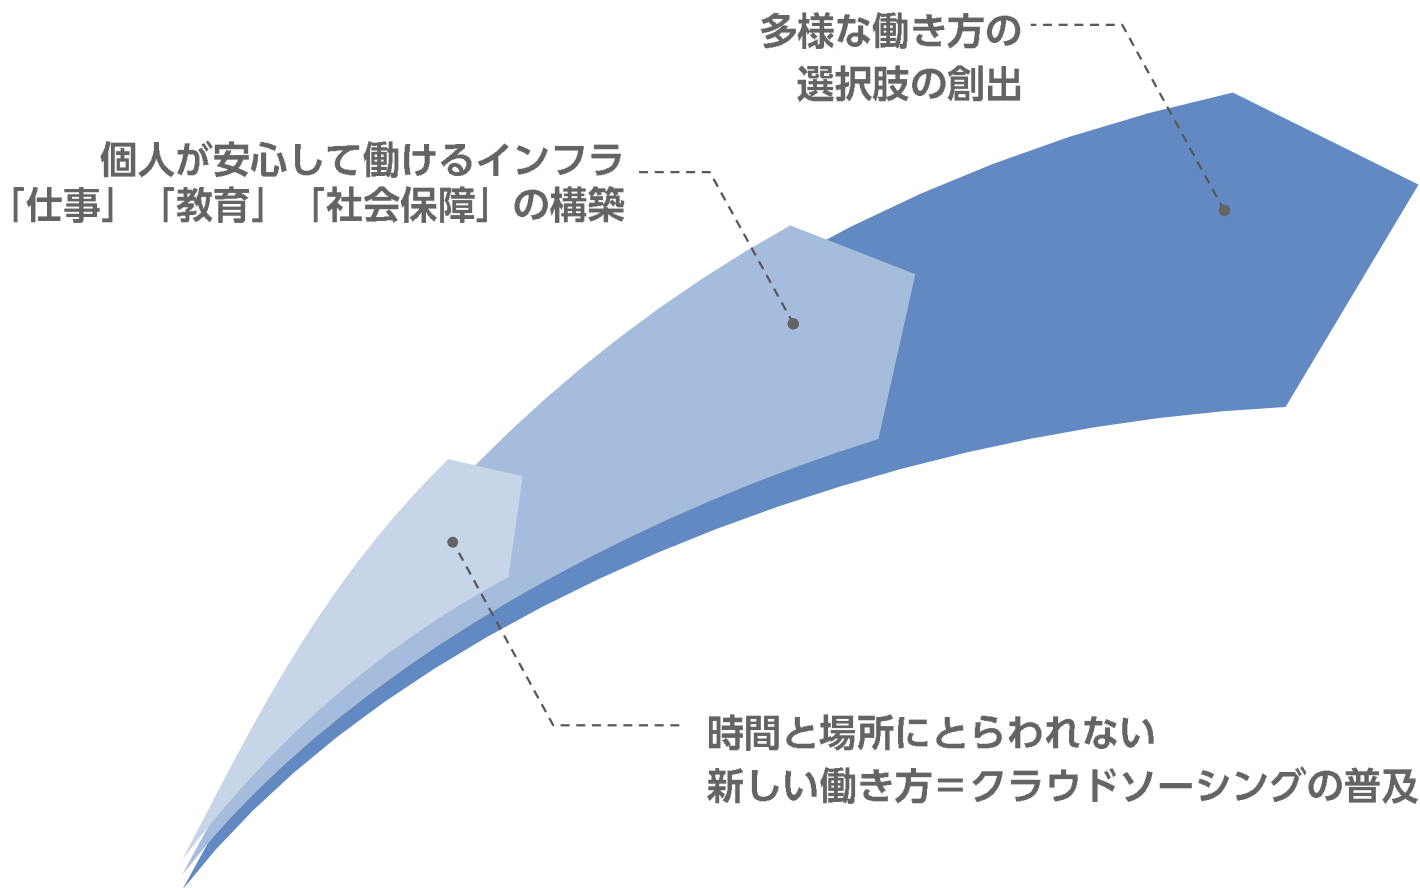 多様な働き方の
選択肢の創出
個人が安心して働けるインフラ
「仕事」「教育」「社会保障」の構築
時間と場所にとらわれない
新しい働き方＝クラウドソーシングの普及